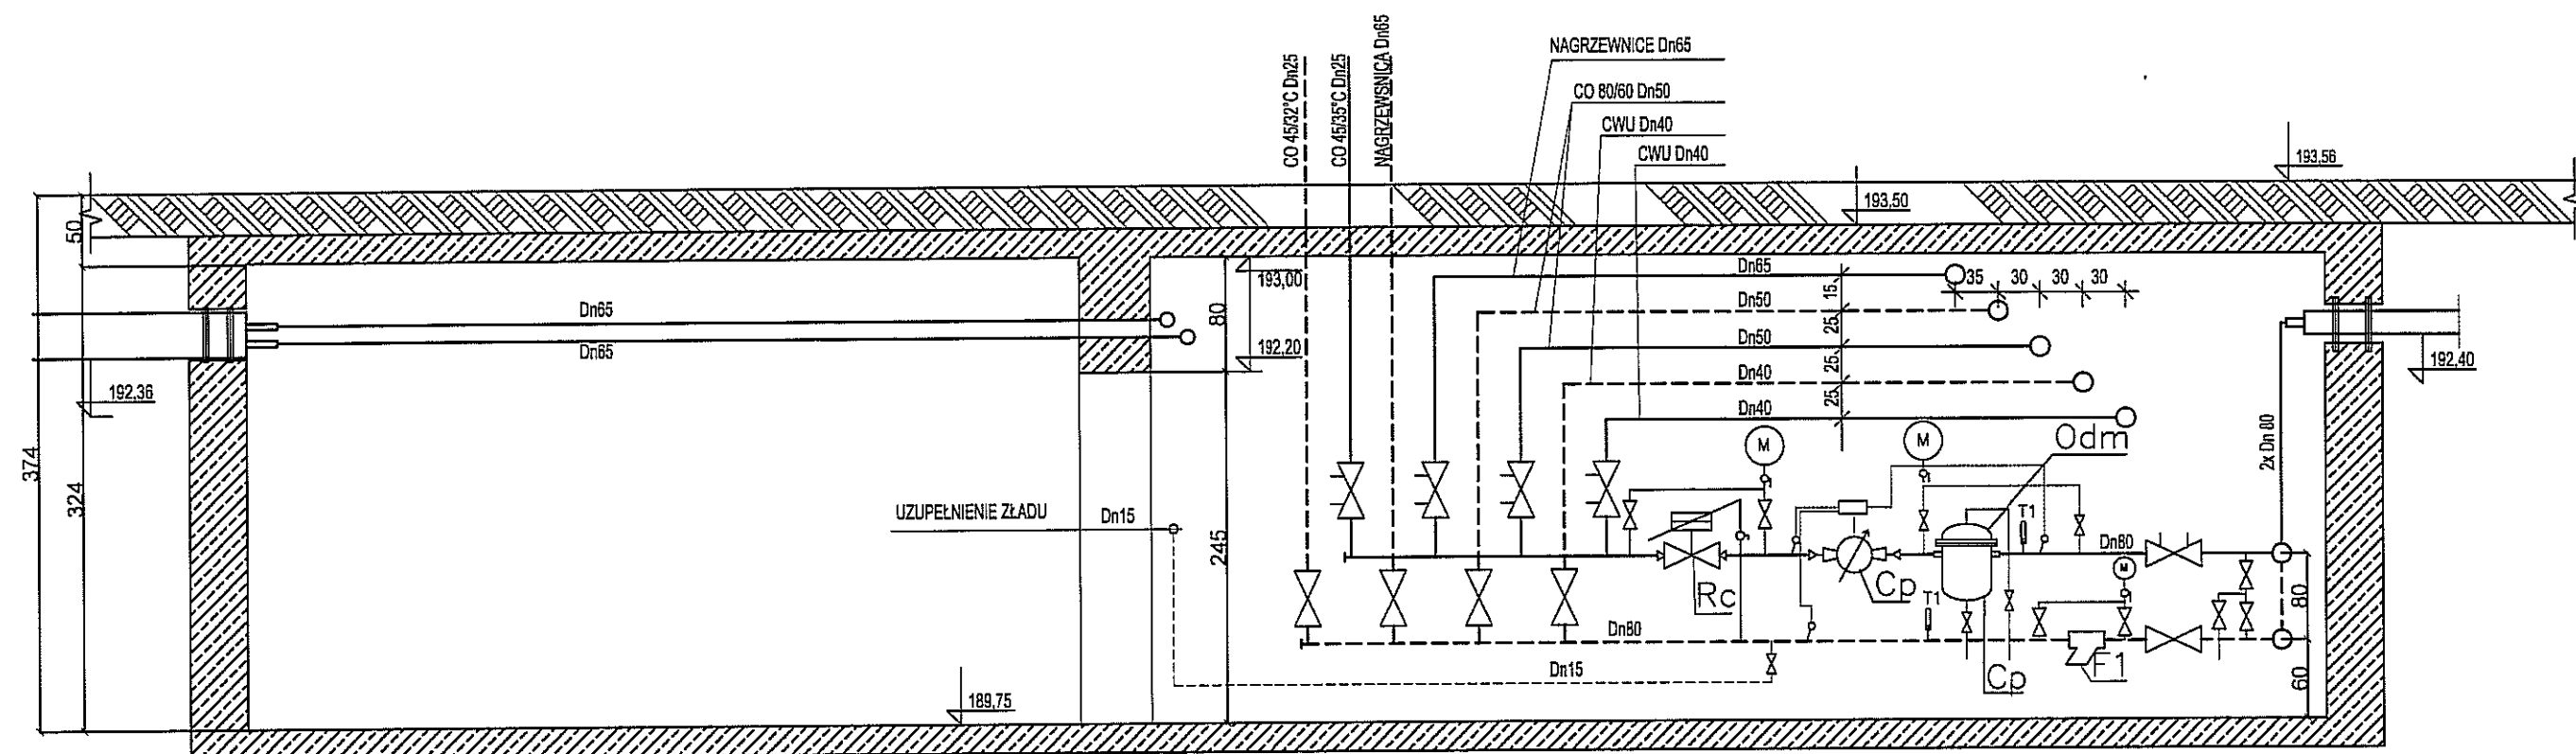 CO 45/32°C Dn25
CO 45/35°C Dn25
NAGRZEWSNICA Dn65
NAGRZEWNICE Dn65
CO 80/60 Dn50
CWU Dn40
CWU Dn40
193,56
193,50
50
193,00
80
192,20
Dn65
Dn65
192,36
374
324
245
Dn65
Dn50
Dn50
Dn40
Dn40
15
25
25
25
35
30
30
30
192,40
2x Dn 80
M
M
Odm
UZUPEŁNIENIE ZŁADU
Dn15
T1
Dn80
M
Rc
Cp
T1
Dn80
F1
Cp
80
60
Dn15
189,75